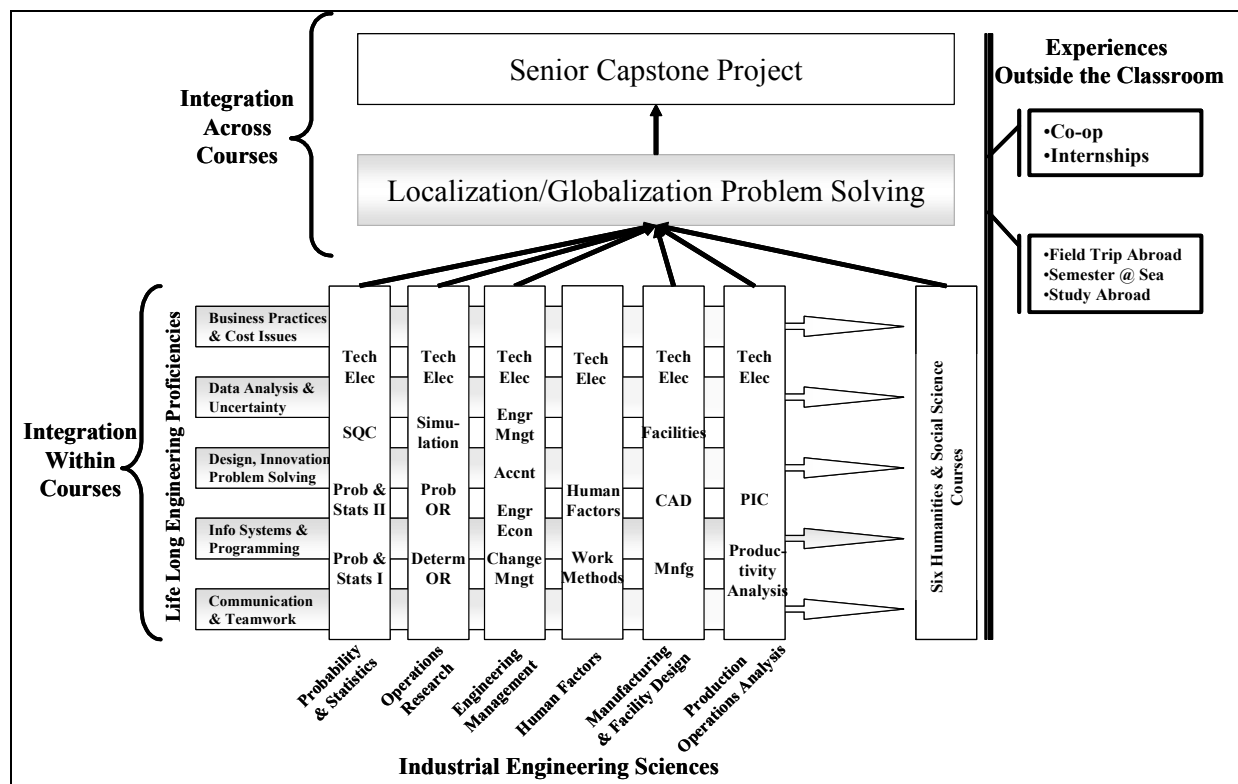 Senior Capstone Project
Localization/Globalization Problem Solving
Integration
Across
Courses
Experiences
Outside the Classroom
•Co-op
•Internships
•Field Trip Abroad
•Semester @ Sea
•Study Abroad
Integration
Within
Courses
Life Long Engineering Proficiencies
Business Practices
& Cost Issues
Data Analysis &
Uncertainty
Design, Innovation
Problem Solving
Info Systems &
Programming
Communication
& Teamwork
Tech
Elec
SQC
Prob &
Stats II
Prob &
Stats I
Tech
Elec
Simu-
lation
Prob
OR
Determ
OR
Tech
Elec
Engr
Mngt
Accnt
Engr
Econ
Change
Mngt
Tech
Elec
Human
Factors
Work
Methods
Tech
Elec
Facilities
CAD
Mnfg
Tech
Elec
PIC
Produc-
tivity
Analysis
Six Humanities & Social Science
Courses
Probability
& Statistics
Operations
Research
Engineering
Management
Human Factors
Manufacturing
& Facility Design
Production
Operations Analysis
Industrial Engineering Sciences